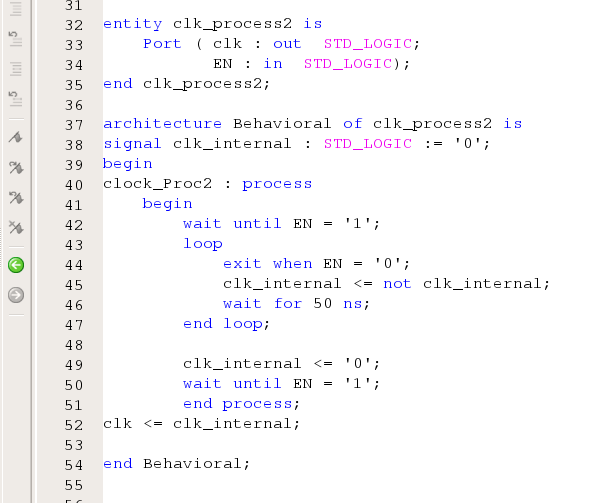 31
32 entity clk_process2 is
33     Port ( clk : out  STD_LOGIC;
34            EN : in  STD_LOGIC);
35 end clk_process2;
36
37 architecture Behavioral of clk_process2 is
38 signal clk_internal : STD_LOGIC := '0';
39 begin
40 clock_Proc2 : process
41     begin
42         wait until EN = '1';
43         loop
44             exit when EN = '0';
45             clk_internal <= not clk_internal;
46             wait for 50 ns;
47         end loop;
48
49         clk_internal <= '0';
50         wait until EN = '1';
51         end process;
52 clk <= clk_internal;
53
54 end Behavioral;
55